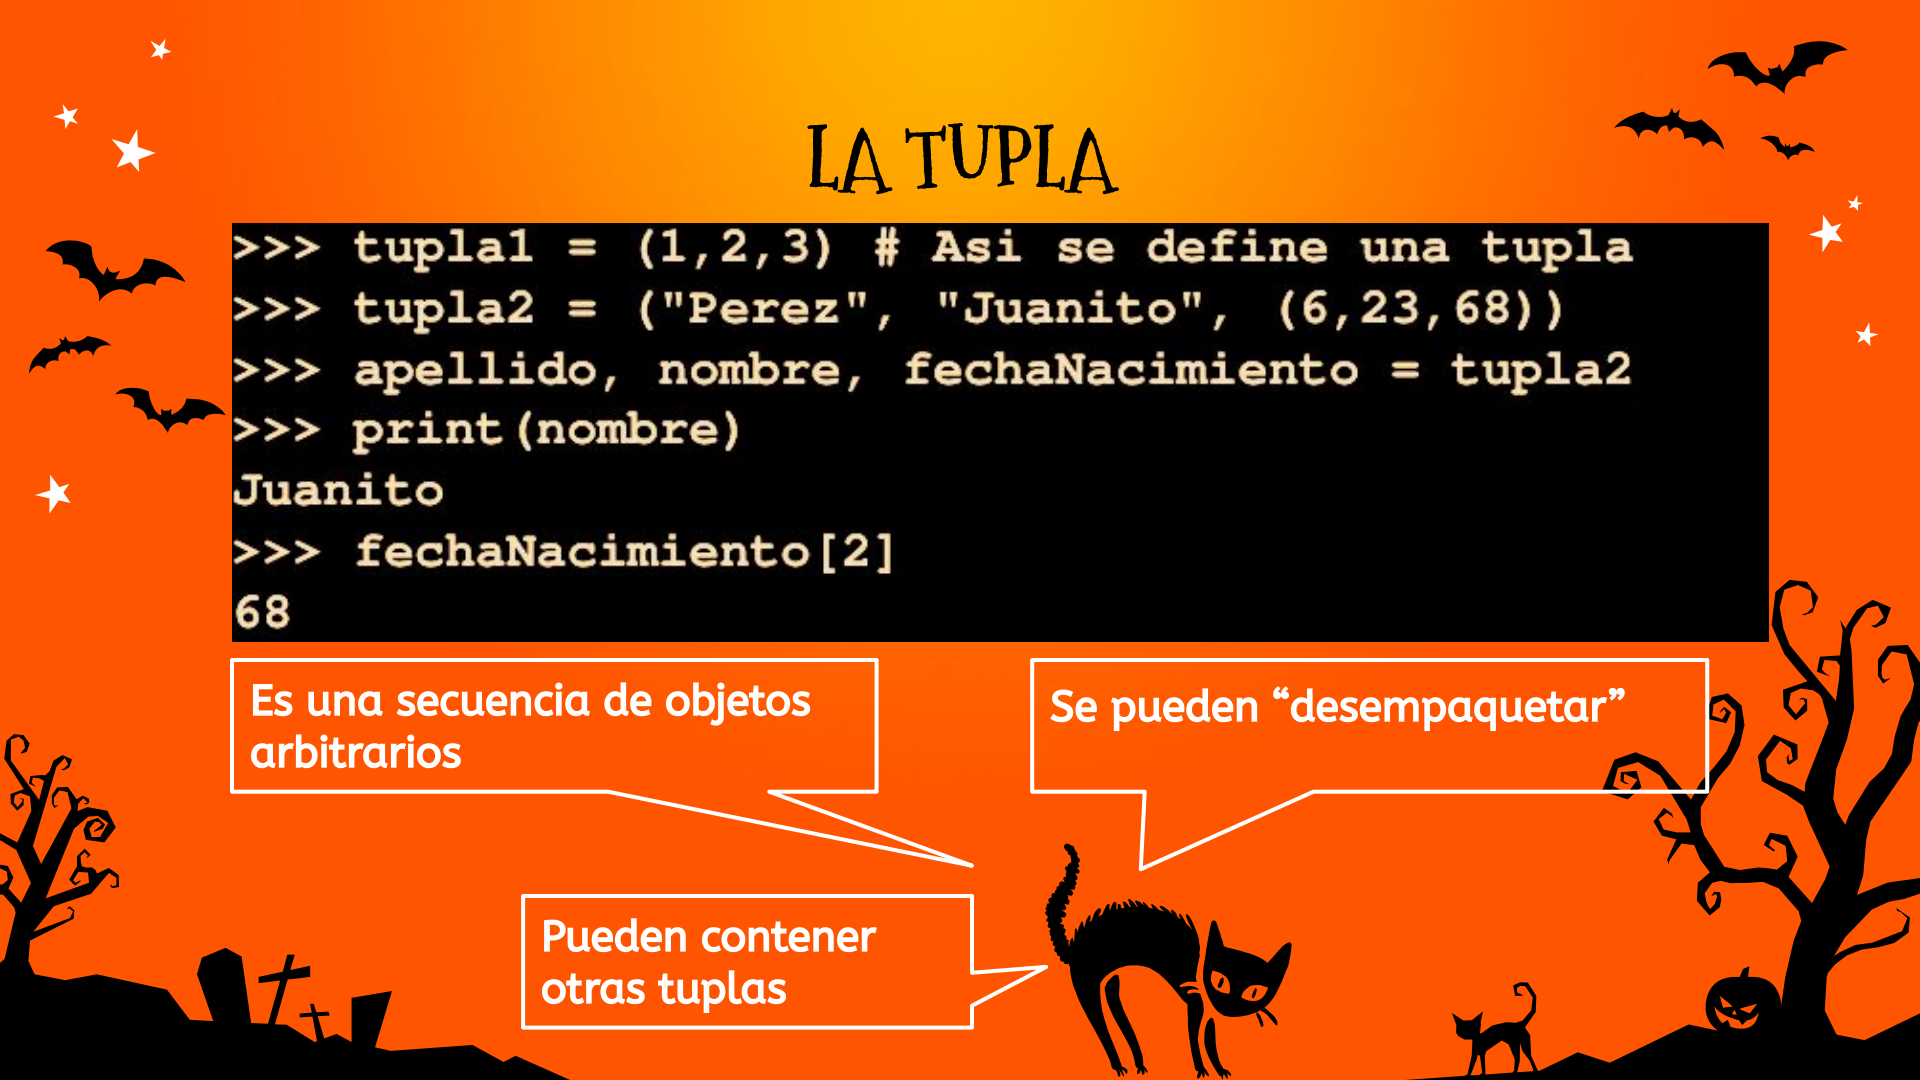 LA TUPLA
>>> tupla1 = (1,2,3) # Asi se define una tupla
>>> tupla2 = ("Perez", "Juanito", (6,23,68))
>>> apellido, nombre, fechaNacimiento = tupla2
>>> print(nombre)
Juanito
>>> fechaNacimiento[2]
68
Es una secuencia de objetos
arbitrarios
Se pueden “desempaquetar”
Pueden contener
otras tuplas